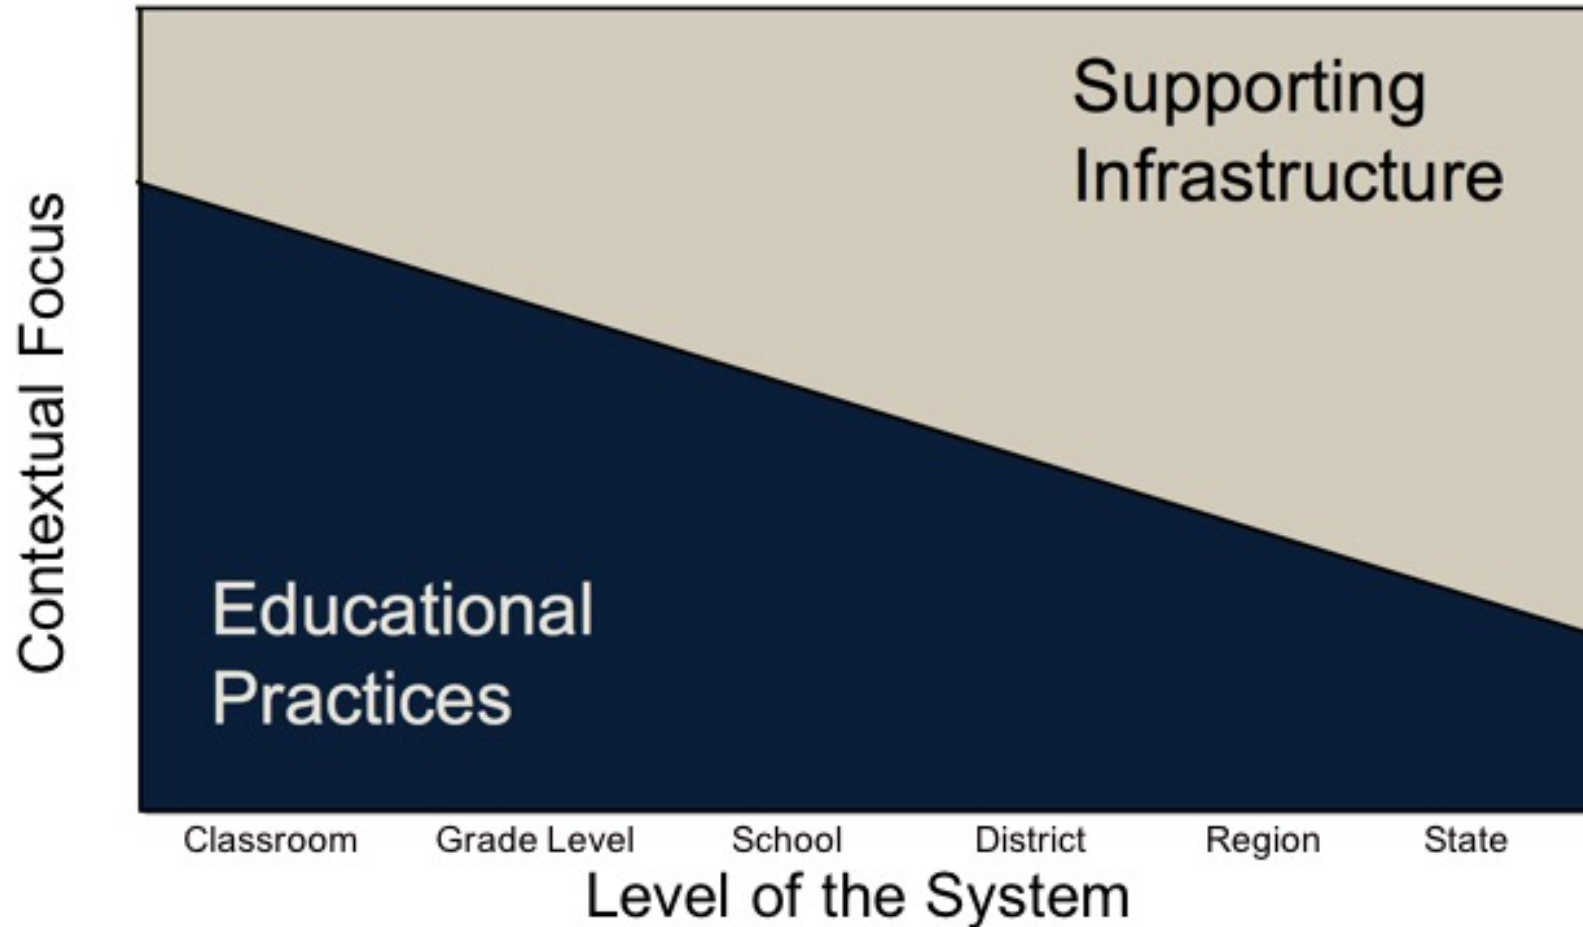 Supporting
Infrastructure
Contextual Focus
Educational
Practices
Classroom Grade Level School District Region State
Level of the System